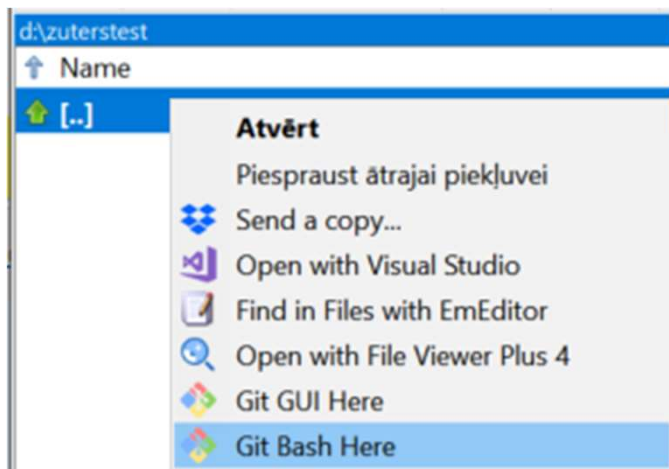 d:\zuterstest
Name
[..]
Atvērt
Piespraust ātrajai piekļuvei
Send a copy...
Open with Visual Studio
Find in Files with EmEditor
Open with File Viewer Plus 4
Git GUI Here
Git Bash Here